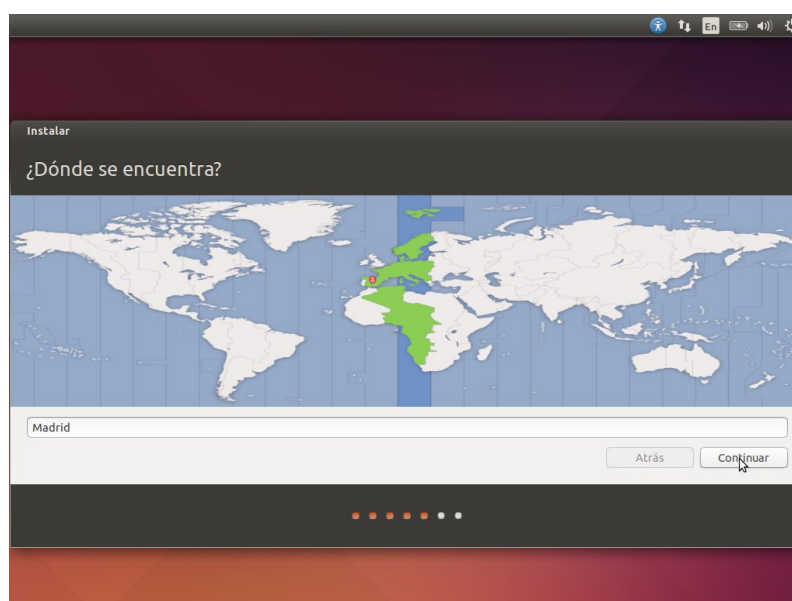 En
Instalar
¿Dónde se encuentra?
Madrid
Atrás
Continuar